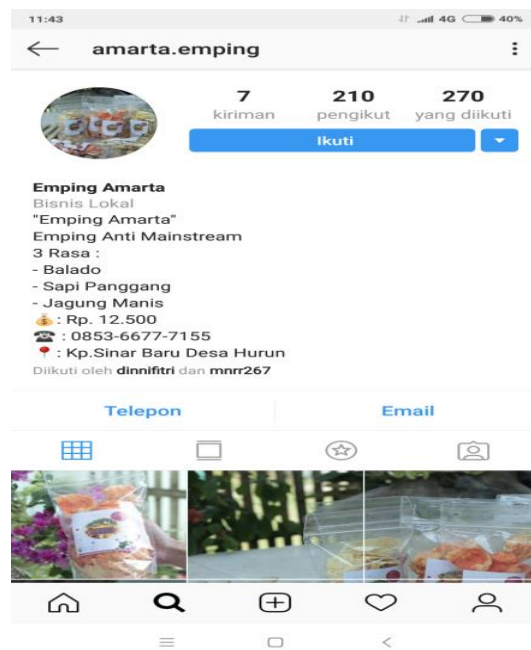 11:43
4G 40%
amarta.emping
7 210 270
kiriman pengikut yang diikuti
Ikuti
Emping Amarta
Bisnis Lokal
"Emping Amarta"
Emping Anti Mainstream
3 Rasa :
- Balado
- Sapi Panggang
- Jagung Manis
💰: Rp. 12.500
☎: 0853-6677-7155
📍: Kp.Sinar Baru Desa Hurun
Diikuti oleh dinnifitri dan mnrr267
Telepon Email